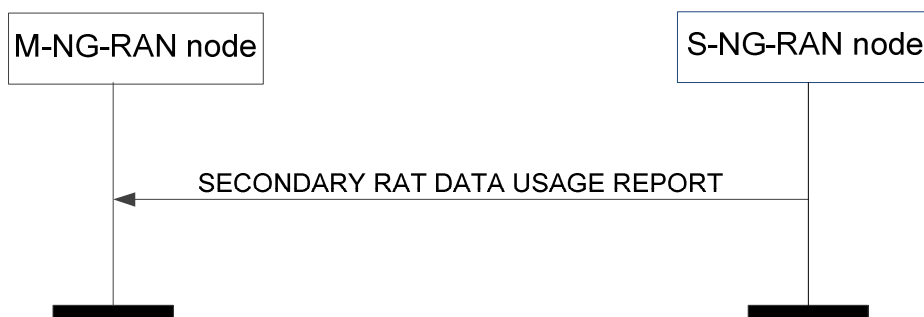 M-NG-RAN node
S-NG-RAN node
SECONDARY RAT DATA USAGE REPORT